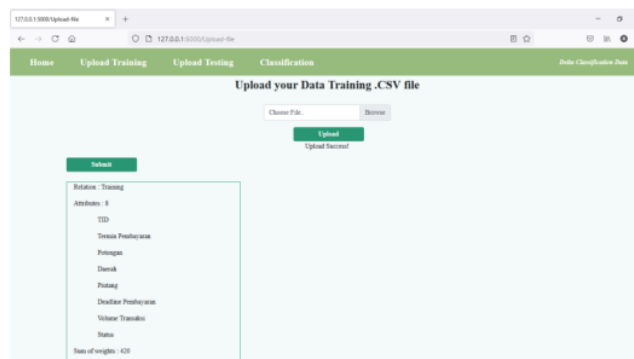 127.0.0.1:5000/Upload-file
127.0.0.1:5000/Upload-file
Home Upload Training Upload Testing Classification Delia Classification Data
Upload your Data Training .CSV file
Choose File.. Browse
Upload
Upload Success!
Submit
Relation : Training
Attributes : 8
TID
Termin Pembayaran
Potongan
Daerah
Piutang
Deadline Pembayaran
Volume Transaksi
Status
Sum of weights : 420